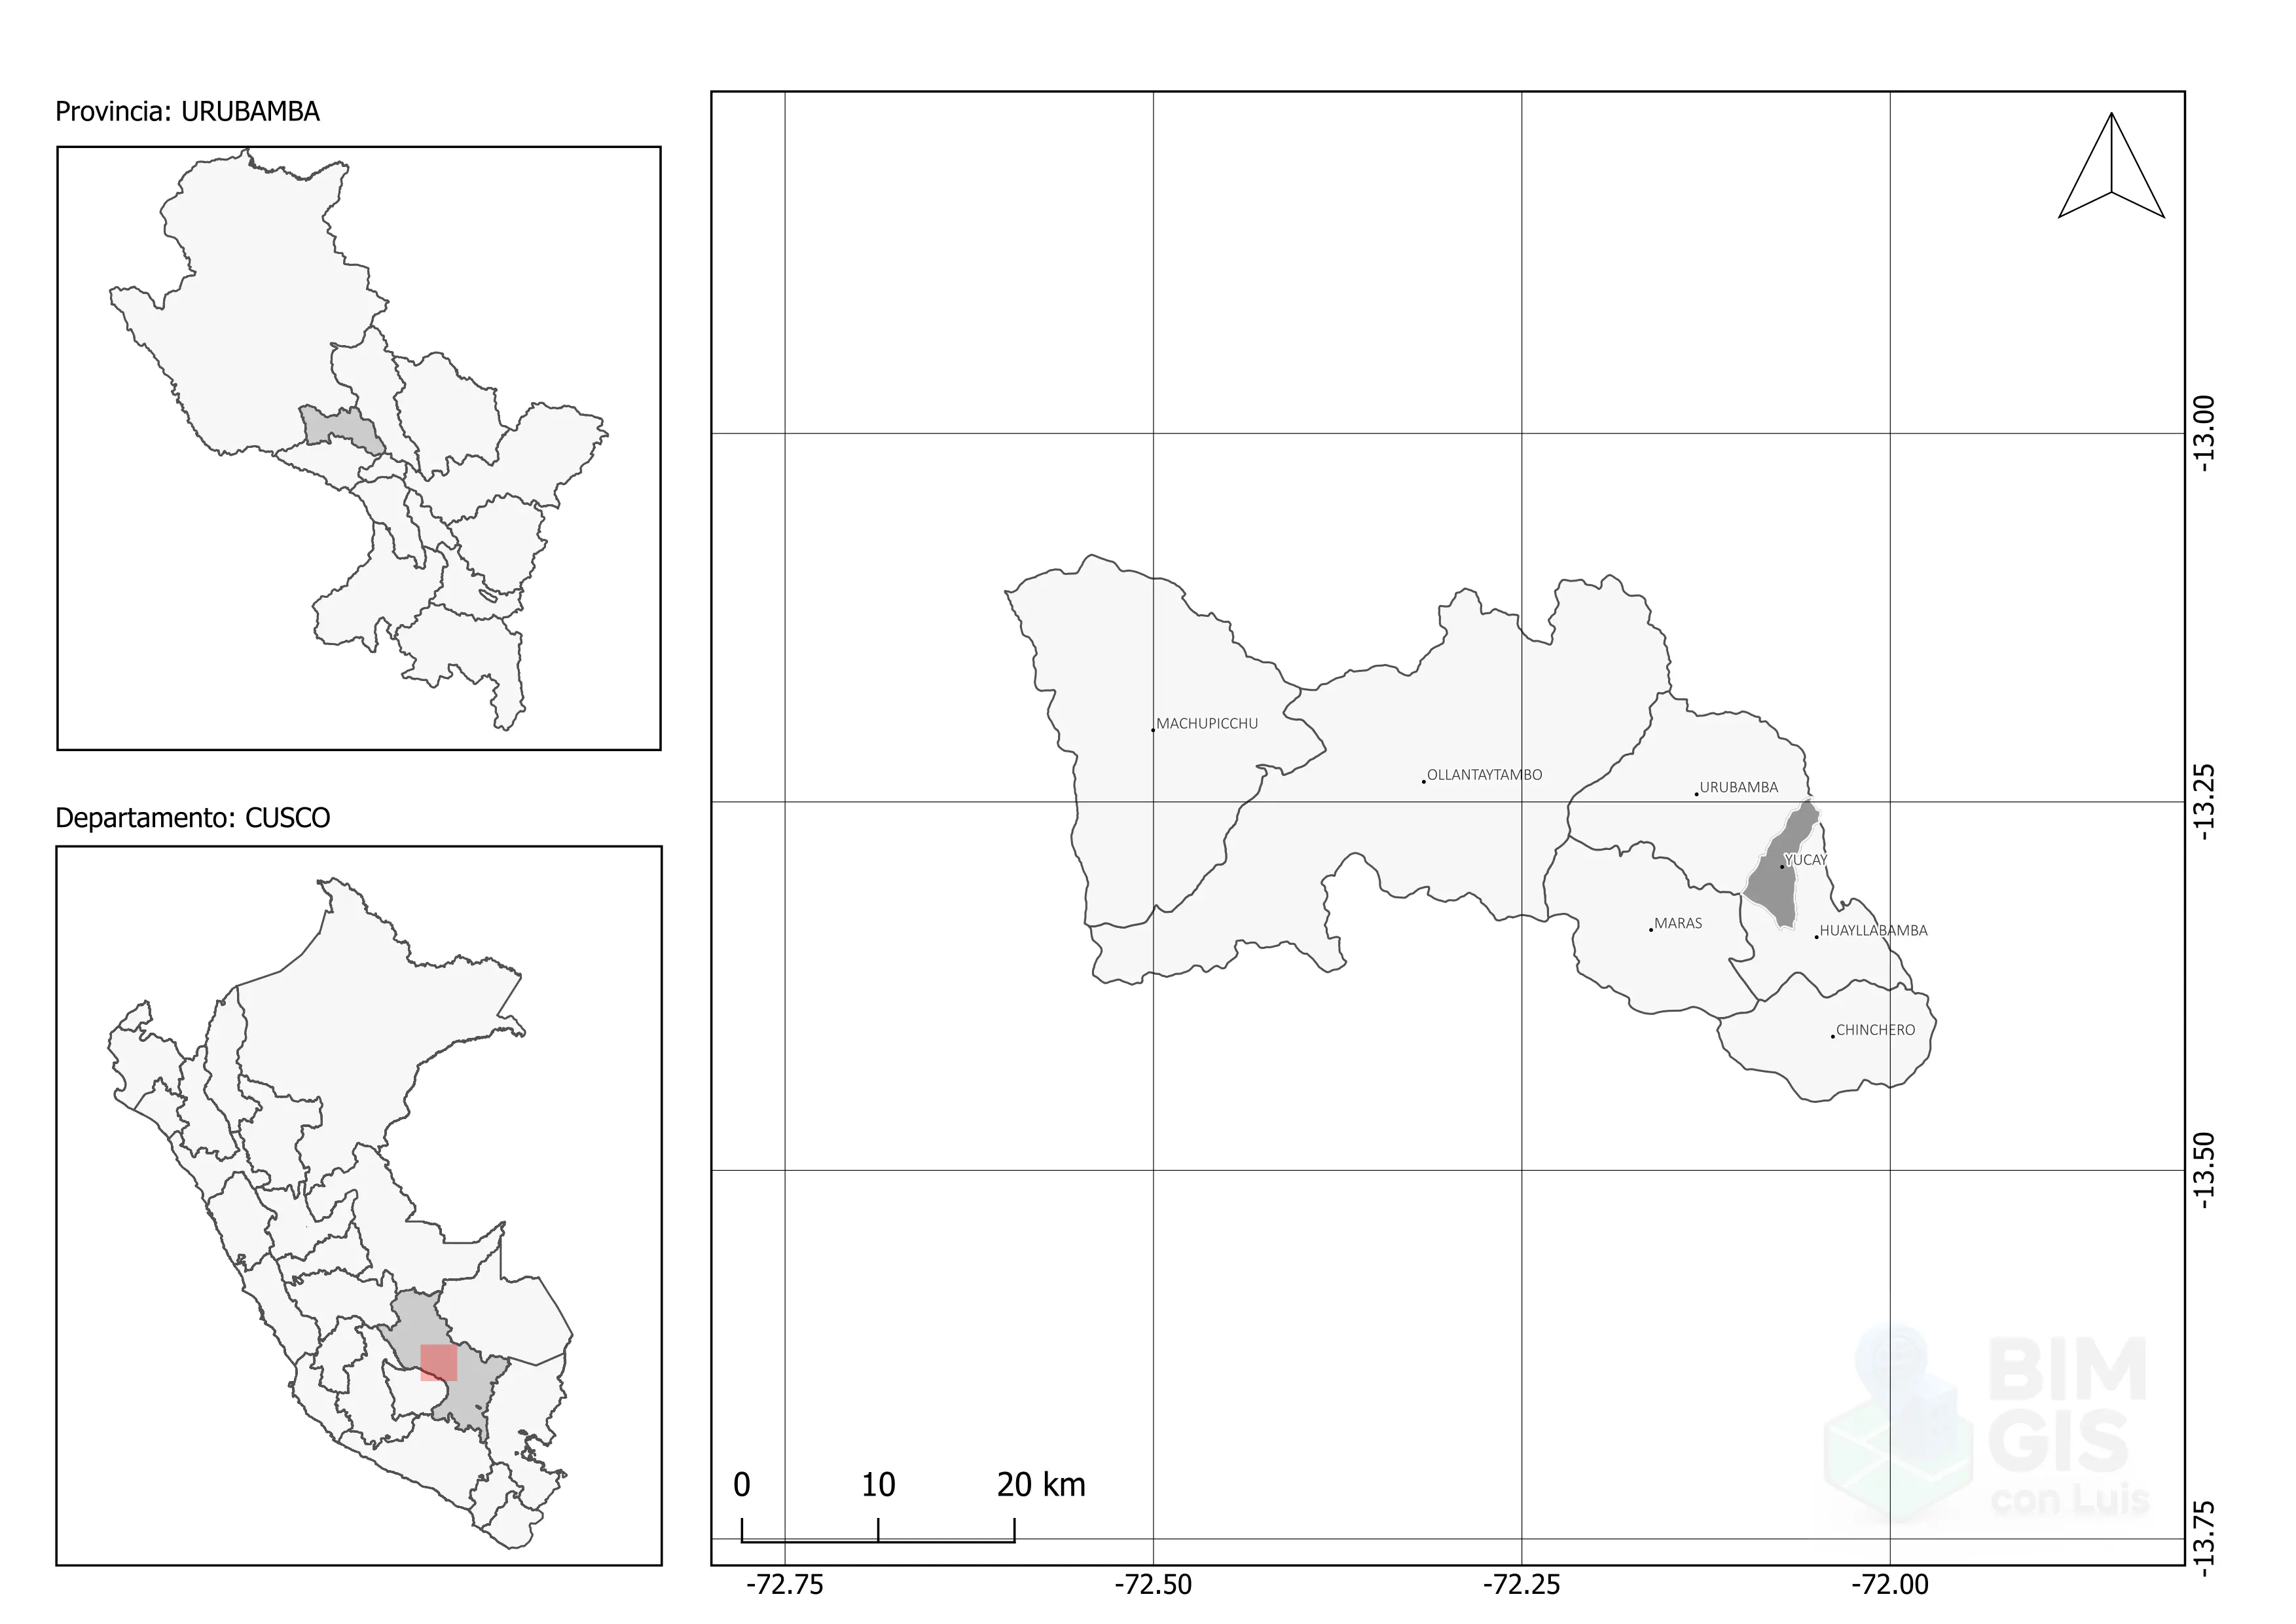 Provincia: URUBAMBA
Departamento: CUSCO
MACHUPICCHU
OLLANTAYTAMBO
URUBAMBA
YUCAY
MARAS
HUAYLLABAMBA
CHINCHERO
-13.00
-13.25
-13.50
-13.75
0 10 20 km
-72.75 -72.50 -72.25 -72.00
BIM
GIS
con Luis